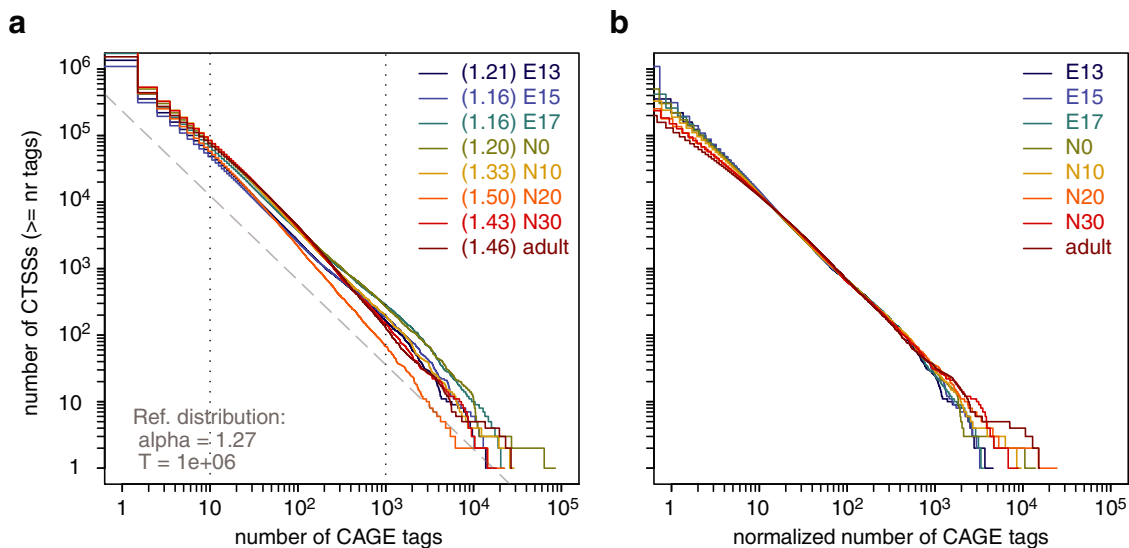 a
number of CTSSs (>= nr tags)
10^6
10^5
10^4
10^3
10^2
10
1
(1.21) E13
(1.16) E15
(1.16) E17
(1.20) N0
(1.33) N10
(1.50) N20
(1.43) N30
(1.46) adult
Ref. distribution:
alpha = 1.27
T = 1e+06
1 10 10^2 10^3 10^4 10^5
number of CAGE tags
b
E13
E15
E17
N0
N10
N20
N30
adult
1 10 10^2 10^3 10^4 10^5
normalized number of CAGE tags